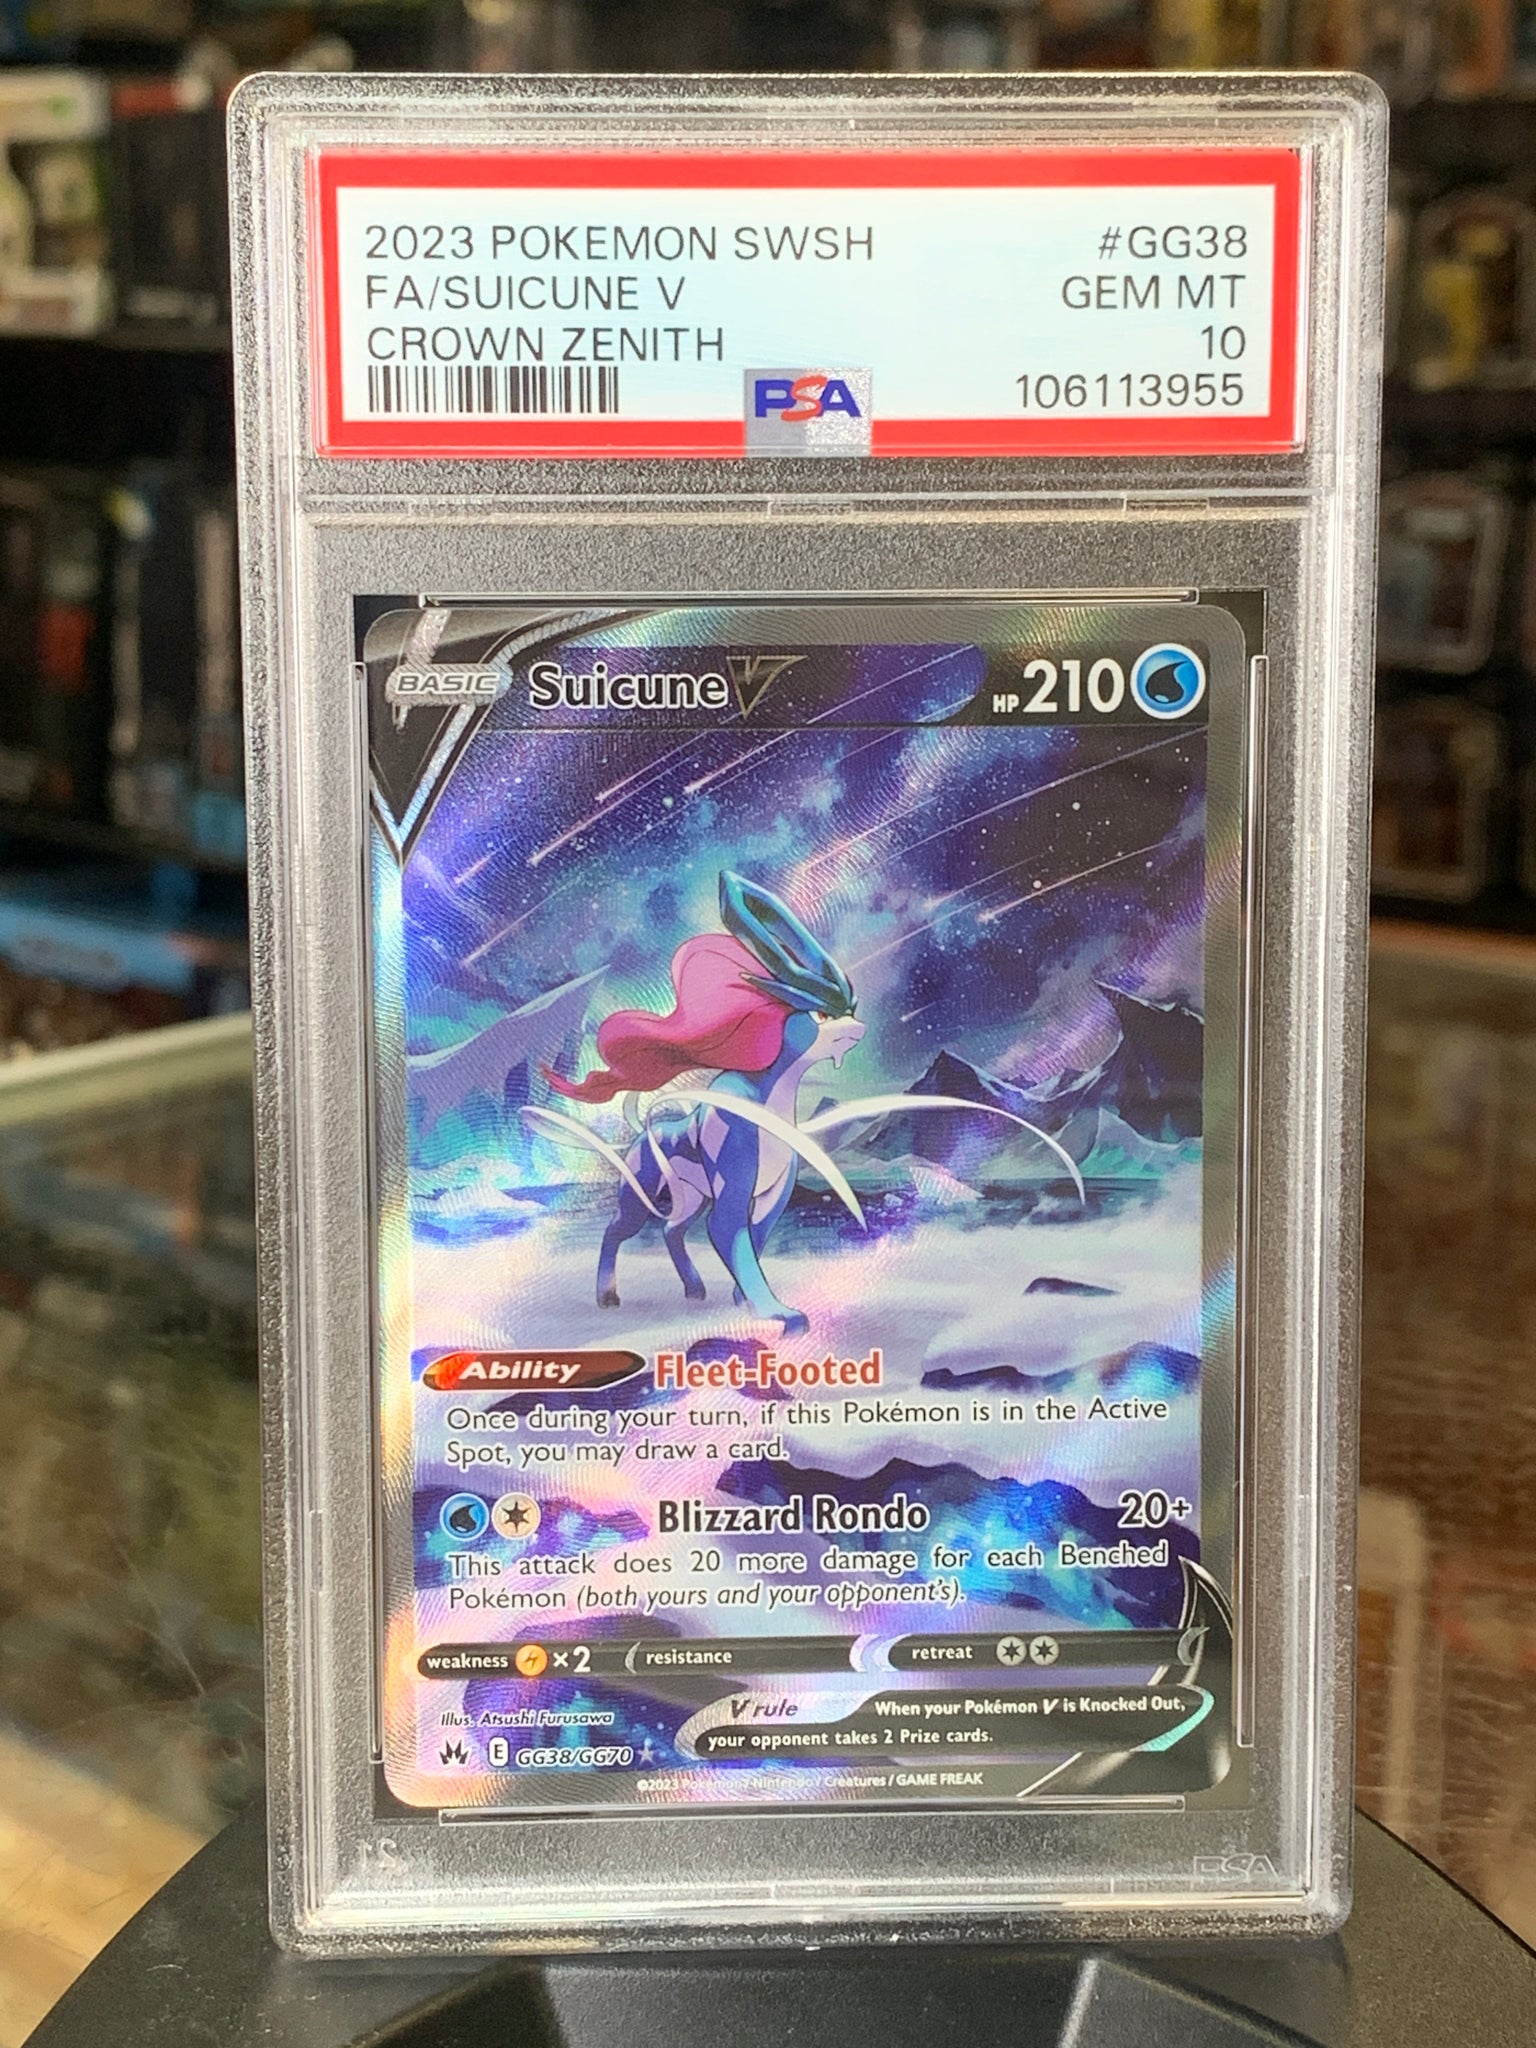 2023 POKEMON SWSH #GG38
FA/SUICUNE V GEM MT
CROWN ZENITH 10
PSA 106113955
BASIC Suicune V HP 210
Ability Fleet-Footed
Once during your turn, if this Pokémon is in the Active
Spot, you may draw a card.
Blizzard Rondo 20+
This attack does 20 more damage for each Benched
Pokémon (both yours and your opponent's).
weakness ×2 resistance retreat
V rule When your Pokémon V is Knocked Out,
your opponent takes 2 Prize cards.
Illus. Atsushi Furusawa
E GG38/GG70
©2023 Pokémon / Nintendo / Creatures / GAME FREAK
PSA